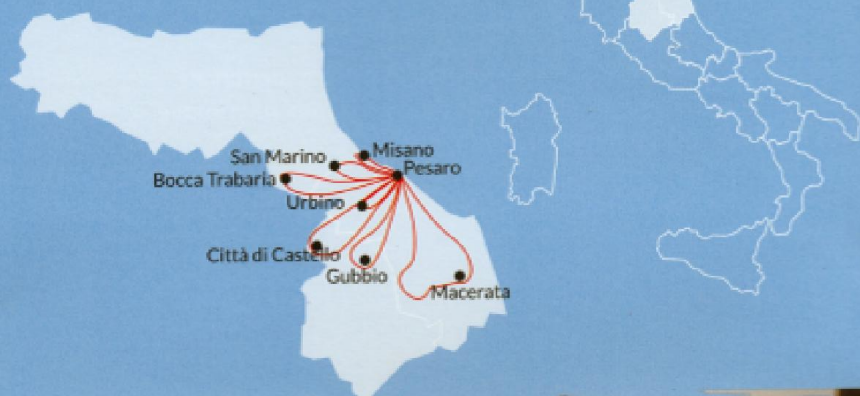 Misano
San Marino
Pesaro
Bocca Trabaria
Urbino
Città di Castello
Gubbio
Macerata